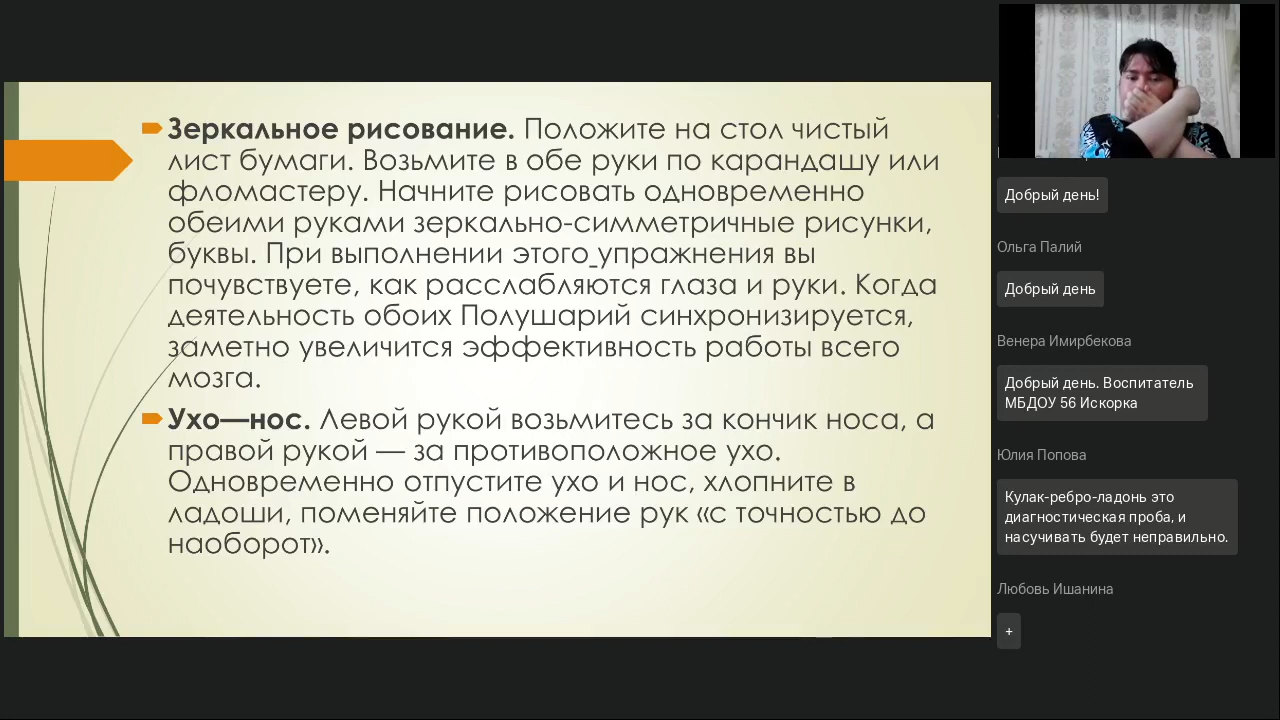 Зеркальное рисование. Положите на стол чистый
лист бумаги. Возьмите в обе руки по карандашу или
фломастеру. Начните рисовать одновременно
обеими руками зеркально-симметричные рисунки,
буквы. При выполнении этого_упражнения вы
почувствуете, как расслабляются глаза и руки. Когда
деятельность обоих Полушарий синхронизируется,
заметно увеличится эффективность работы всего
мозга.
Ухо—нос. Левой рукой возьмитесь за кончик носа, а
правой рукой — за противоположное ухо.
Одновременно отпустите ухо и нос, хлопните в
ладоши, поменяйте положение рук «с точностью до
наоборот».
Добрый день!
Ольга Палий
Добрый день
Венера Имирбекова
Добрый день. Воспитатель
МБДОУ 56 Искорка
Юлия Попова
Кулак-ребро-ладонь это
диагностическая проба, и
насучивать будет неправильно.
Любовь Ишанина
+